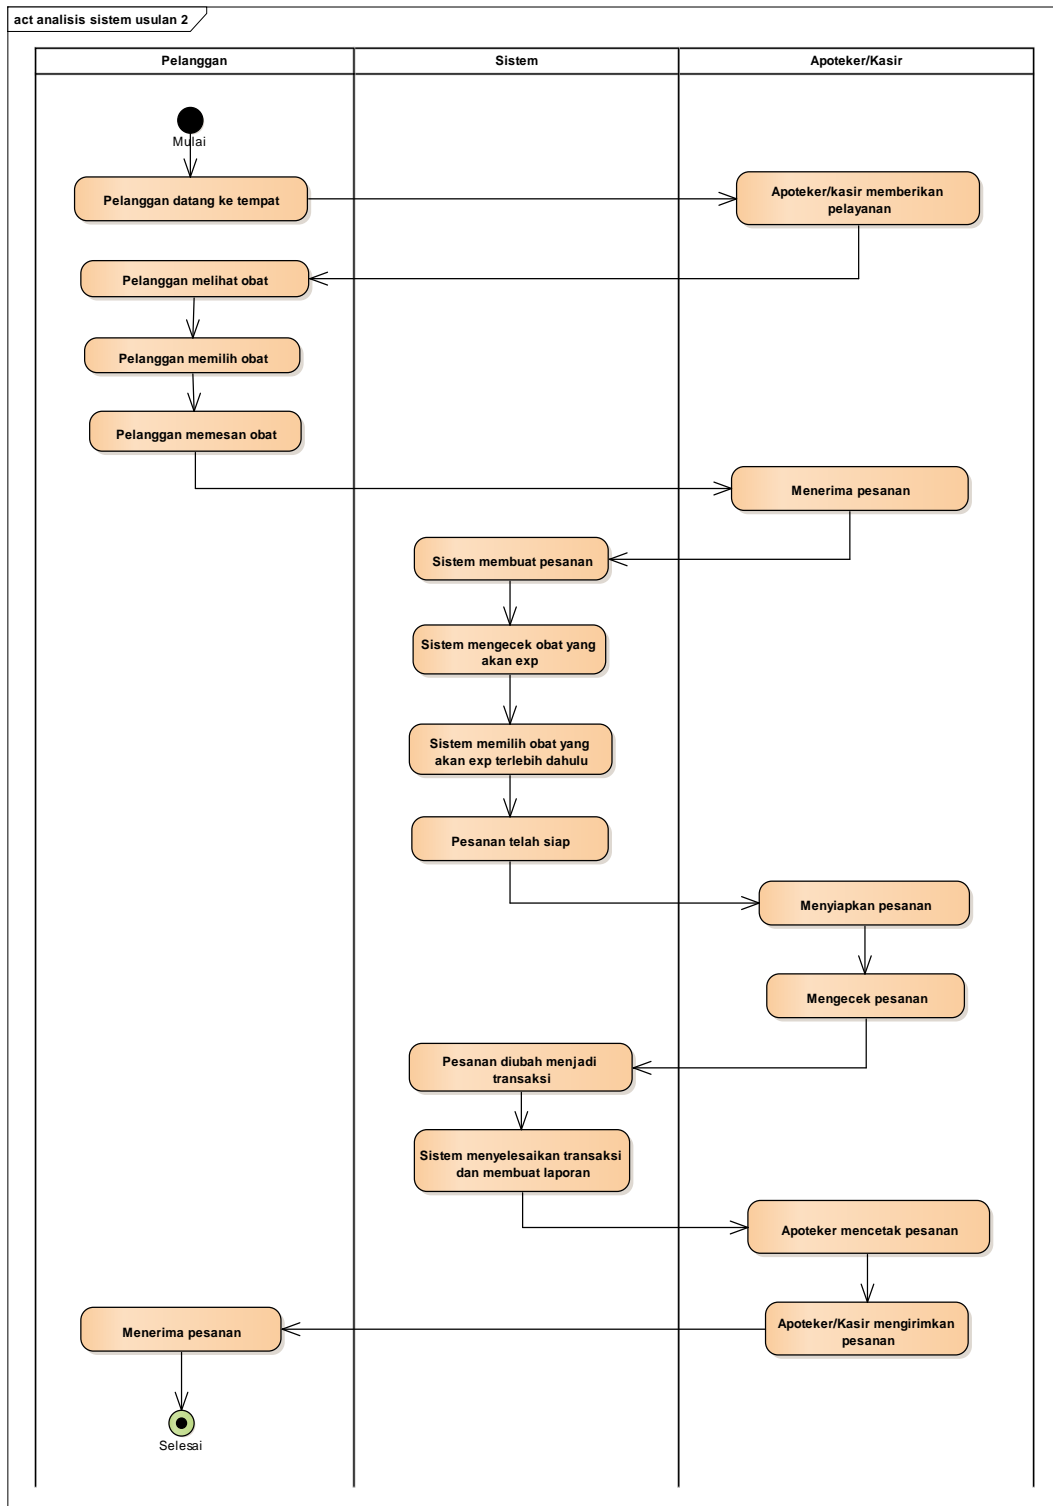 act analisis sistem usulan 2
Pelanggan
Sistem
Apoteker/Kasir
Mulai
Pelanggan datang ke tempat
Apoteker/kasir memberikan
pelayanan
Pelanggan melihat obat
Pelanggan memilih obat
Pelanggan memesan obat
Menerima pesanan
Sistem membuat pesanan
Sistem mengecek obat yang
akan exp
Sistem memilih obat yang
akan exp terlebih dahulu
Pesanan telah siap
Menyiapkan pesanan
Mengecek pesanan
Pesanan diubah menjadi
transaksi
Sistem menyelesaikan transaksi
dan membuat laporan
Apoteker mencetak pesanan
Apoteker/Kasir mengirimkan
pesanan
Menerima pesanan
Selesai